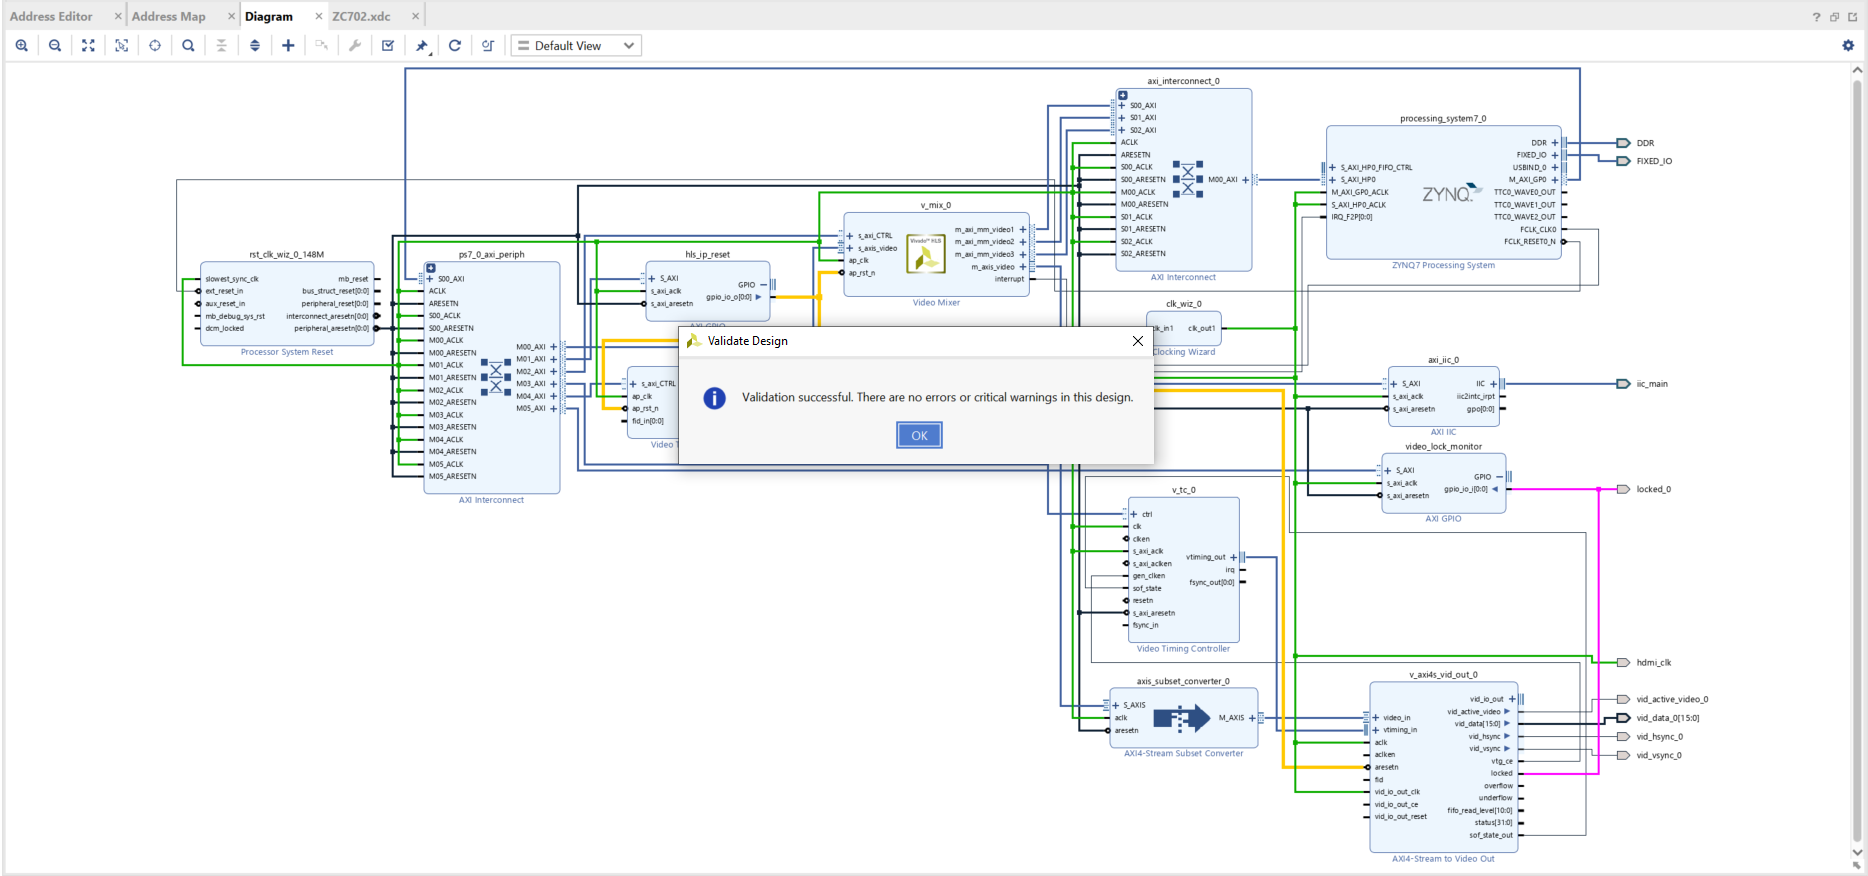 Address Editor
Address Map
Diagram
ZC702.xdc
Default View
axi_interconnect_0
S00_AXI
S01_AXI
S02_AXI
ACLK
ARESETN
S00_ACLK
S00_ARESETN
M00_ACLK
M00_ARESETN
S01_ACLK
S01_ARESETN
S02_ACLK
S02_ARESETN
M00_AXI
AXI Interconnect
processing_system7_0
S_AXI_HP0_FIFO_CTRL
S_AXI_HP0
M_AXI_GP0_ACLK
S_AXI_HP0_ACLK
IRQ_F2P[0:0]
ZYNQ
DDR
FIXED_IO
USBIND_0
M_AXI_GP0
TTC0_WAVE0_OUT
TTC0_WAVE1_OUT
TTC0_WAVE2_OUT
FCLK_CLK0
FCLK_RESET0_N
ZYNQ7 Processing System
DDR
FIXED_IO
v_mix_0
s_axi_CTRL
s_axis_video
ap_clk
ap_rst_n
Vivado™ HLS
m_axi_mm_video1
m_axi_mm_video2
m_axi_mm_video3
m_axis_video
interrupt
Video Mixer
rst_clk_wiz_0_148M
slowest_sync_clk
ext_reset_in
aux_reset_in
mb_debug_sys_rst
dcm_locked
mb_reset
bus_struct_reset[0:0]
peripheral_reset[0:0]
interconnect_aresetn[0:0]
peripheral_aresetn[0:0]
Processor System Reset
ps7_0_axi_periph
S00_AXI
ACLK
ARESETN
S00_ACLK
S00_ARESETN
M00_ACLK
M00_ARESETN
M01_ACLK
M01_ARESETN
M02_ACLK
M02_ARESETN
M03_ACLK
M03_ARESETN
M04_ACLK
M04_ARESETN
M05_ACLK
M05_ARESETN
M00_AXI
M01_AXI
M02_AXI
M03_AXI
M04_AXI
M05_AXI
AXI Interconnect
hls_ip_reset
S_AXI
s_axi_aclk
s_axi_aresetn
GPIO
gpio_io_o[0:0]
AXI GPIO
s_axi_CTRL
ap_clk
ap_rst_n
fid_in[0:0]
Video T
clk_wiz_0
clk_in1
clk_out1
Clocking Wizard
Validate Design
Validation successful. There are no errors or critical warnings in this design.
OK
axi_iic_0
S_AXI
s_axi_aclk
s_axi_aresetn
IIC
iic2intc_irpt
gpo[0:0]
AXI IIC
iic_main
video_lock_monitor
S_AXI
s_axi_aclk
s_axi_aresetn
GPIO
gpio_io_i[0:0]
AXI GPIO
locked_0
v_tc_0
ctrl
clk
clken
s_axi_aclk
s_axi_aclken
gen_clken
sof_state
resetn
s_axi_aresetn
fsync_in
vtiming_out
irq
fsync_out[0:0]
Video Timing Controller
axis_subset_converter_0
S_AXIS
aclk
aresetn
M_AXIS
AXI4-Stream Subset Converter
v_axi4s_vid_out_0
video_in
vtiming_in
aclk
aclken
aresetn
fid
vid_io_out_clk
vid_io_out_ce
vid_io_out_reset
vid_io_out
vid_active_video
vid_data[15:0]
vid_hsync
vid_vsync
vtg_ce
locked
overflow
underflow
fifo_read_level[10:0]
status[31:0]
sof_state_out
AXI4-Stream to Video Out
hdmi_clk
vid_active_video_0
vid_data_0[15:0]
vid_hsync_0
vid_vsync_0